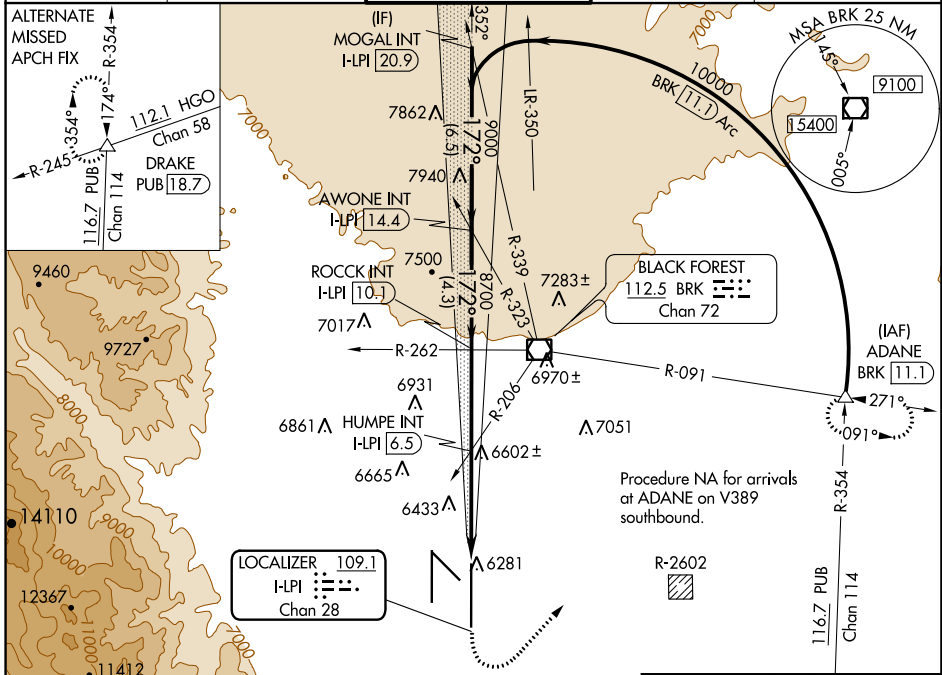 ALTERNATE
MISSED
APCH FIX
R-354
174°
354°
112.1 HGO
Chan 58
R-245
DRAKE
PUB 18.7
116.7 PUB
Chan 114
(IF)
MOGAL INT
I-LPI 20.9
352°
7000
LR-350
10000
BRK 11.1 Arc
7000
MSA BRK 25 NM
145°
9100
15400
005°
7000
7862
172°
(6.5)
9000
7940
AWONE INT
I-LPI 14.4
R-339
R-323
7500
172°
(4.3)
8700
ROCCK INT
I-LPI 10.1
7283±
BLACK FOREST
112.5 BRK
Chan 72
7017
R-262
6970±
R-091
(IAF)
ADANE
BRK 11.1
271°
091°
9460
9727
8000
6931
R-206
6861
HUMPE INT
I-LPI 6.5
6602±
7051
6665
6433
Procedure NA for arrivals
at ADANE on V389
southbound.
R-354
14110
9000
10000
LOCALIZER 109.1
I-LPI
Chan 28
6281
R-2602
116.7 PUB
Chan 114
12367
11000
7000
11412